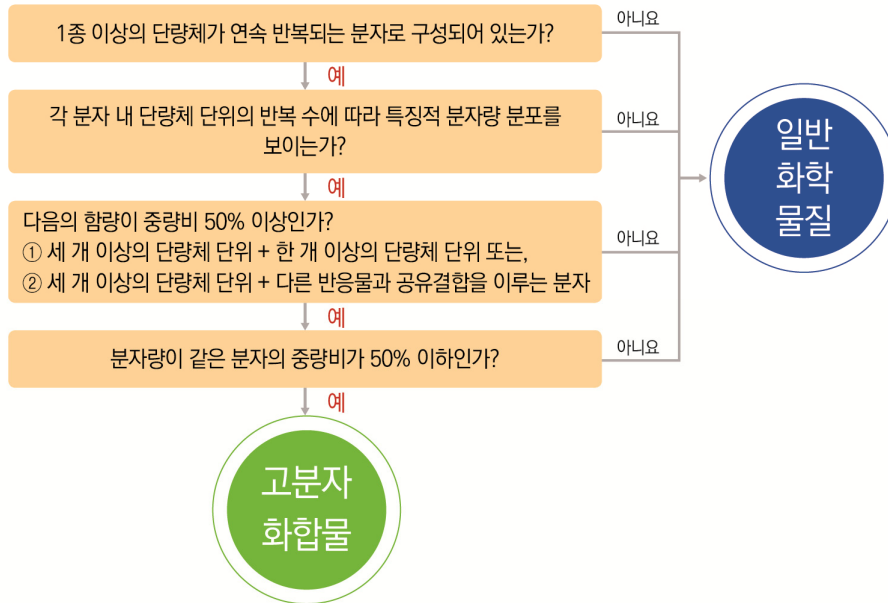 1종 이상의 단량체가 연속 반복되는 분자로 구성되어 있는가?
아니요
예
각 분자 내 단량체 단위의 반복 수에 따라 특징적 분자량 분포를
보이는가?
아니요
예
다음의 함량이 중량비 50% 이상인가?
① 세 개 이상의 단량체 단위 + 한 개 이상의 단량체 단위 또는,
② 세 개 이상의 단량체 단위 + 다른 반응물과 공유결합을 이루는 분자
아니요
예
분자량이 같은 분자의 중량비가 50% 이하인가?
아니요
예
일반
화학
물질
고분자
화합물